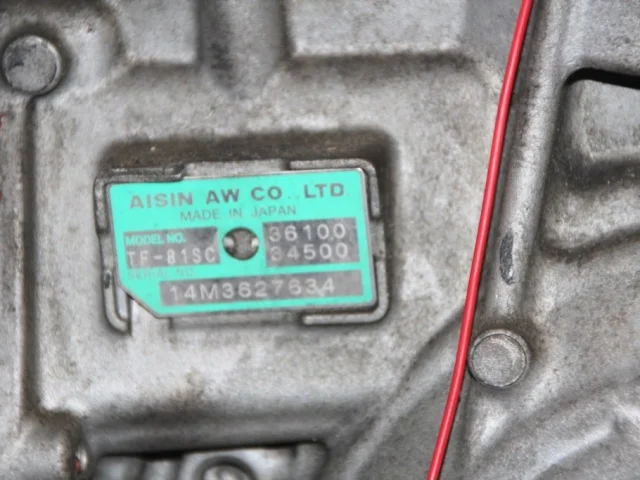 AISIN AW CO.,LTD
MADE IN JAPAN
MODEL NO. 36100
TF-81SC 34500
SERIAL NO.
14M3627634